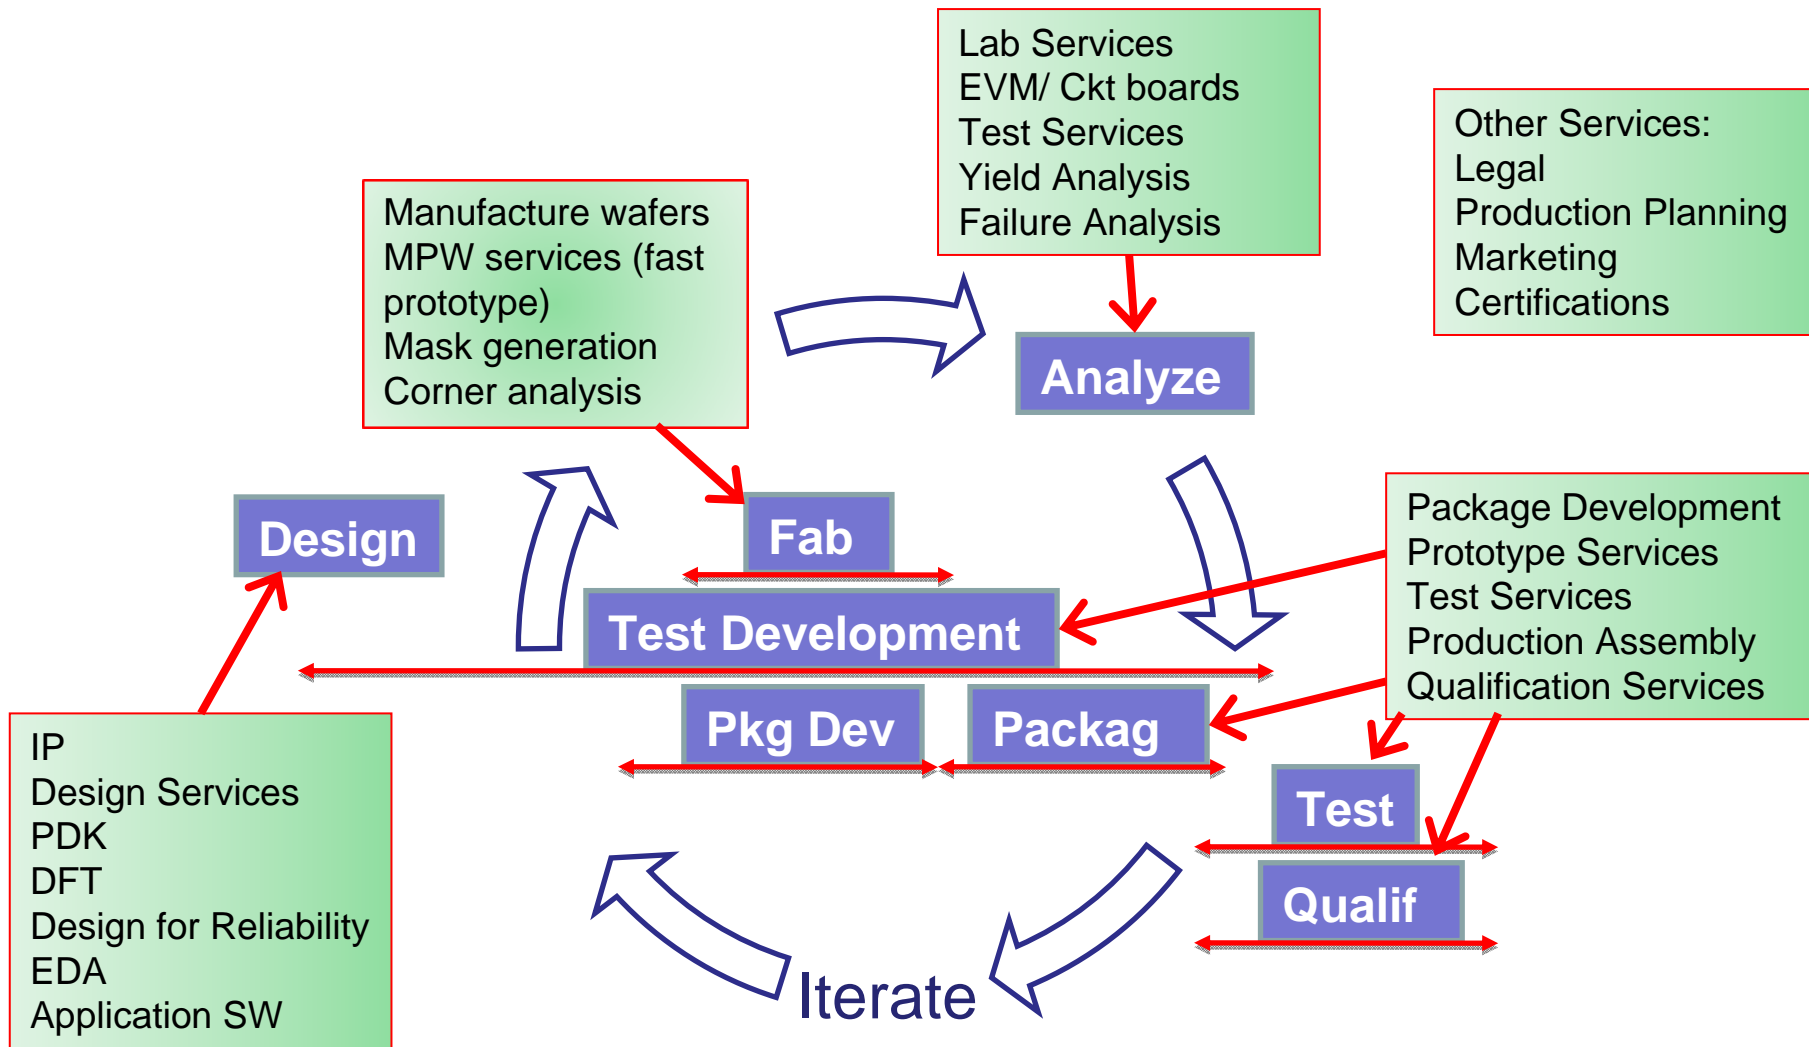 Lab Services
EVM/ Ckt boards
Test Services
Yield Analysis
Failure Analysis
Other Services:
Legal
Production Planning
Marketing
Certifications
Manufacture wafers
MPW services (fast
prototype)
Mask generation
Corner analysis
Analyze
Design
Fab
Test Development
Pkg Dev
Packag
Package Development
Prototype Services
Test Services
Production Assembly
Qualification Services
Test
Qualif
IP
Design Services
PDK
DFT
Design for Reliability
EDA
Application SW
Iterate